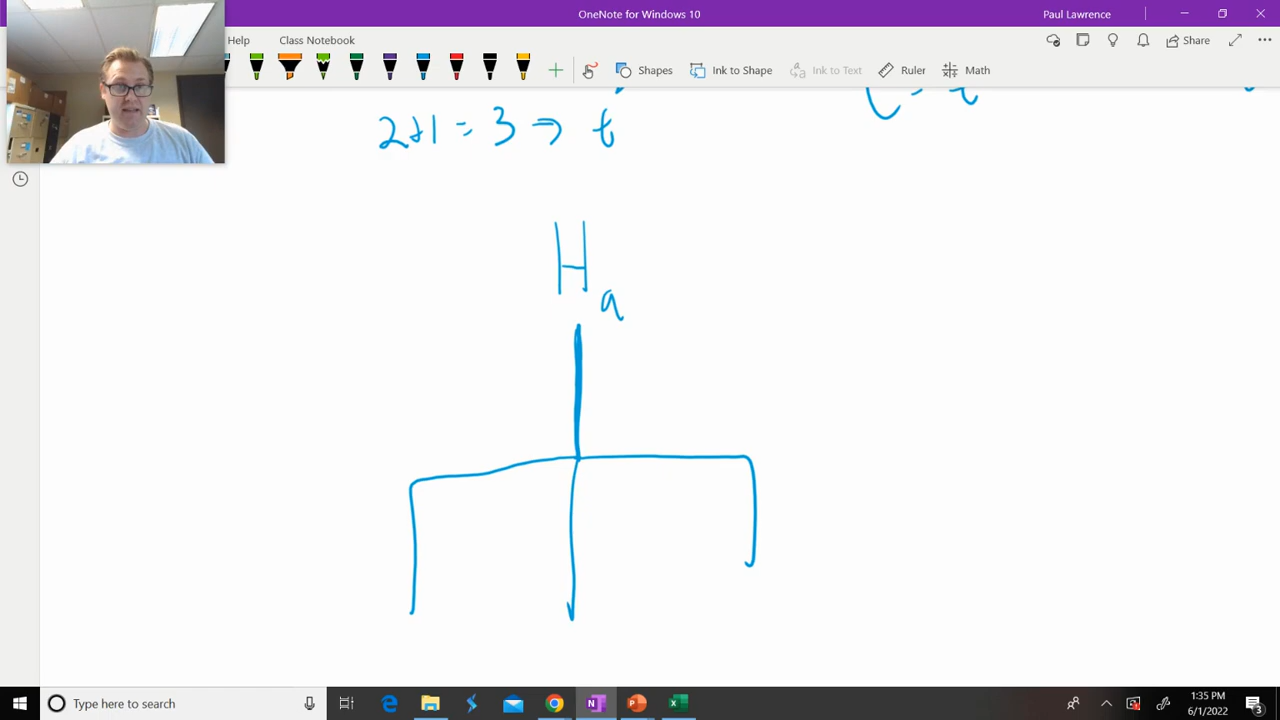 OneNote for Windows 10
Paul Lawrence
Help
Class Notebook
Shapes
Ink to Shape
Ink to Text
Ruler
Math
Share
2+1 = 3 → t
H a
Type here to search
1:35 PM
6/1/2022
3